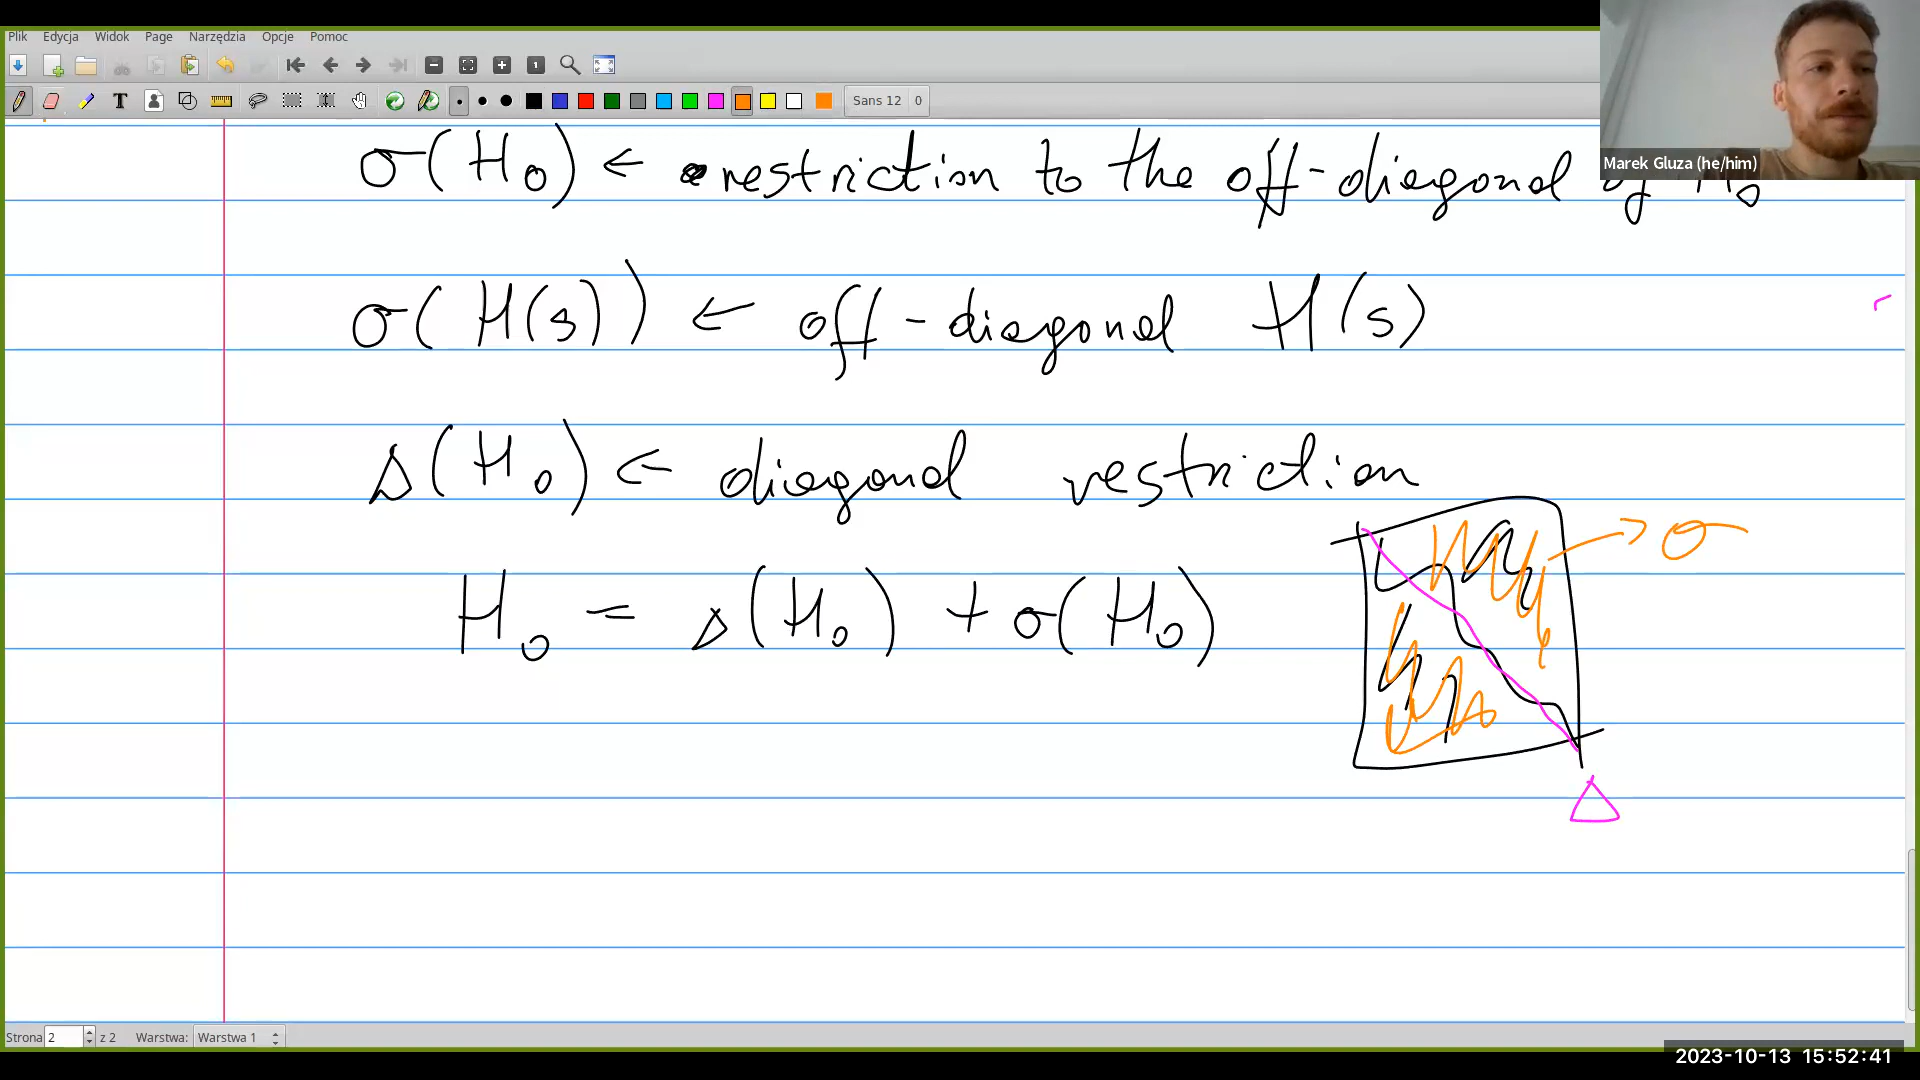 Plik Edycja Widok Page Narzędzia Opcje Pomoc
Sans 12 0
Marek Gluza (he/him)
σ(H₀) ← restriction to the off-diagonal of H₀
σ(H(s)) ← off-diagonal H(s)
Δ(H₀) ← diagonal restriction
→ σ
H₀ = Δ(H₀) + σ(H₀)
Δ
Strona 2 z 2 Warstwa: Warstwa 1
2023-10-13 15:52:41